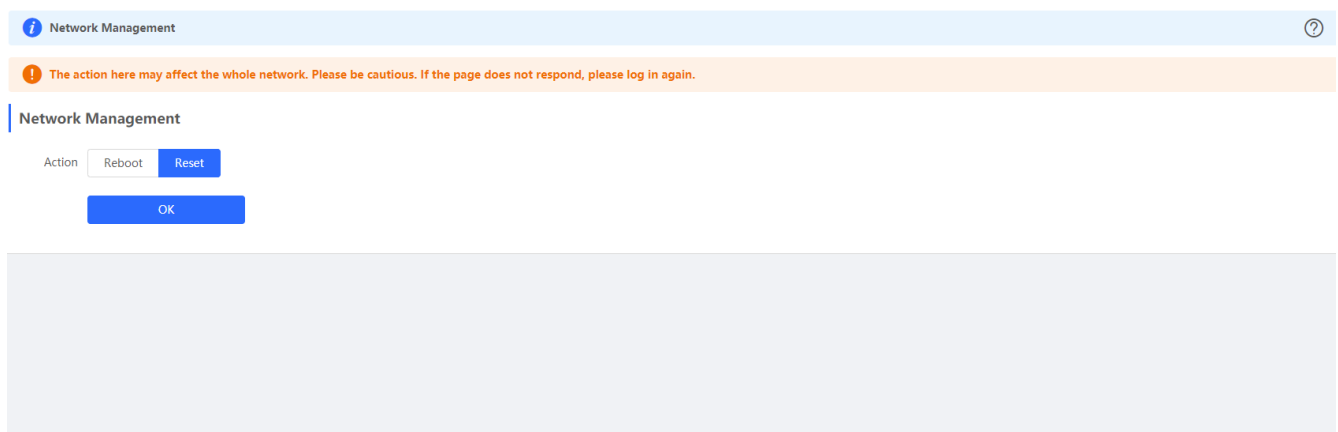 Network Management
The action here may affect the whole network. Please be cautious. If the page does not respond, please log in again.
Network Management
Action Reboot Reset
OK